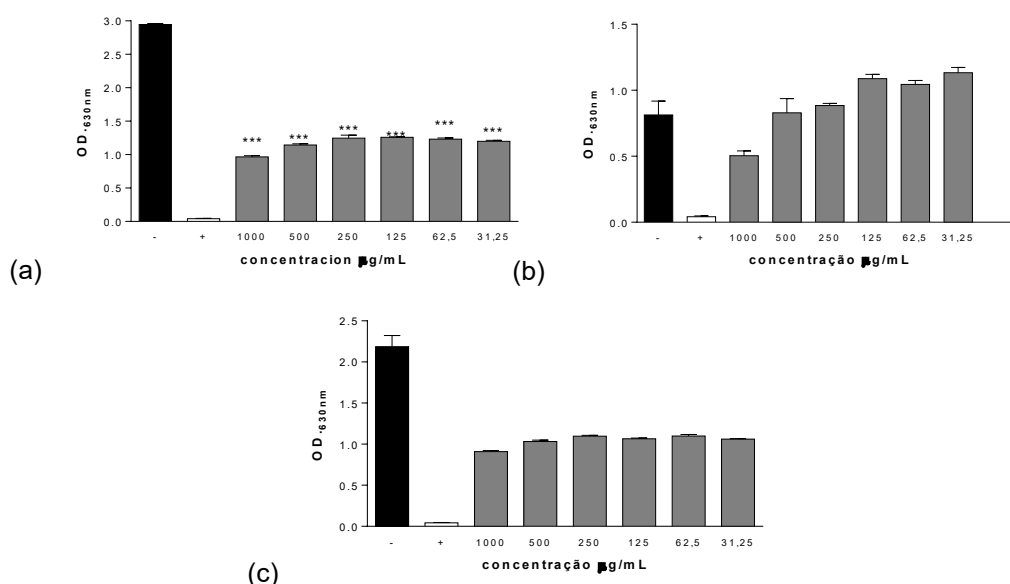 3.0
2.5
2.0
1.5
1.0
0.5
0.0
OD.630nm
*** *** *** *** *** ***
- + 1000 500 250 125 62,5 31,25
concentracion µg/mL
(a)
1.5
1.0
0.5
0.0
OD.630nm
- + 1000 500 250 125 62,5 31,25
concentração µg/mL
(b)
2.5
2.0
1.5
1.0
0.5
0.0
OD.630nm
- + 1000 500 250 125 62,5 31,25
concentração µg/mL
(c)